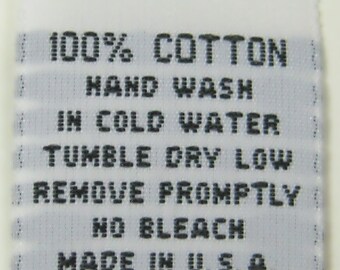 100% COTTON
HAND WASH
IN COLD WATER
TUMBLE DRY LOW
REMOVE PROMPTLY
NO BLEACH
MADE IN U.S.A.